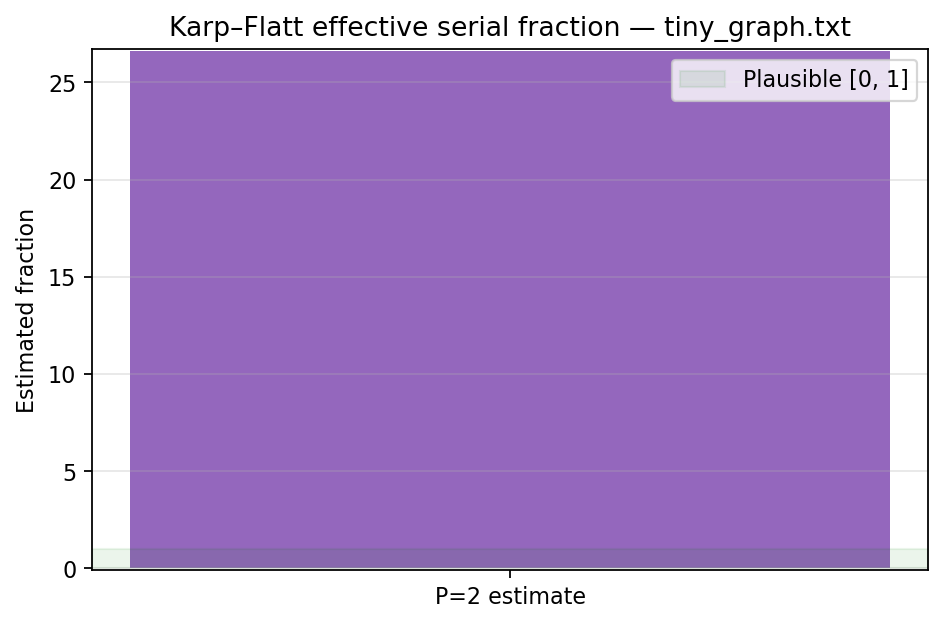 Karp–Flatt effective serial fraction — tiny_graph.txt
Plausible [0, 1]
25
20
15
10
5
0
Estimated fraction
P=2 estimate